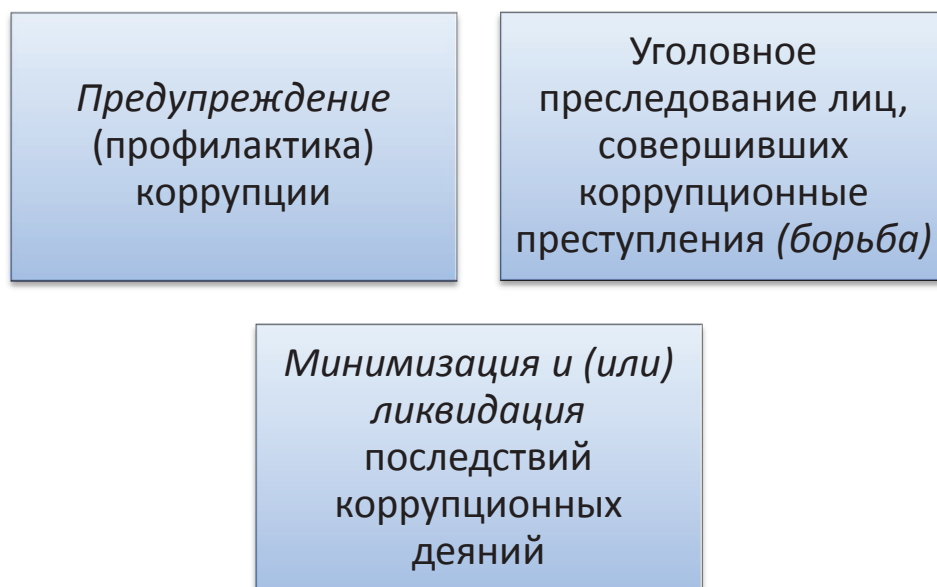 Предупреждение
(профилактика)
коррупции
Уголовное
преследование лиц,
совершивших
коррупционные
преступления (борьба)
Минимизация и (или)
ликвидация
последствий
коррупционных
деяний